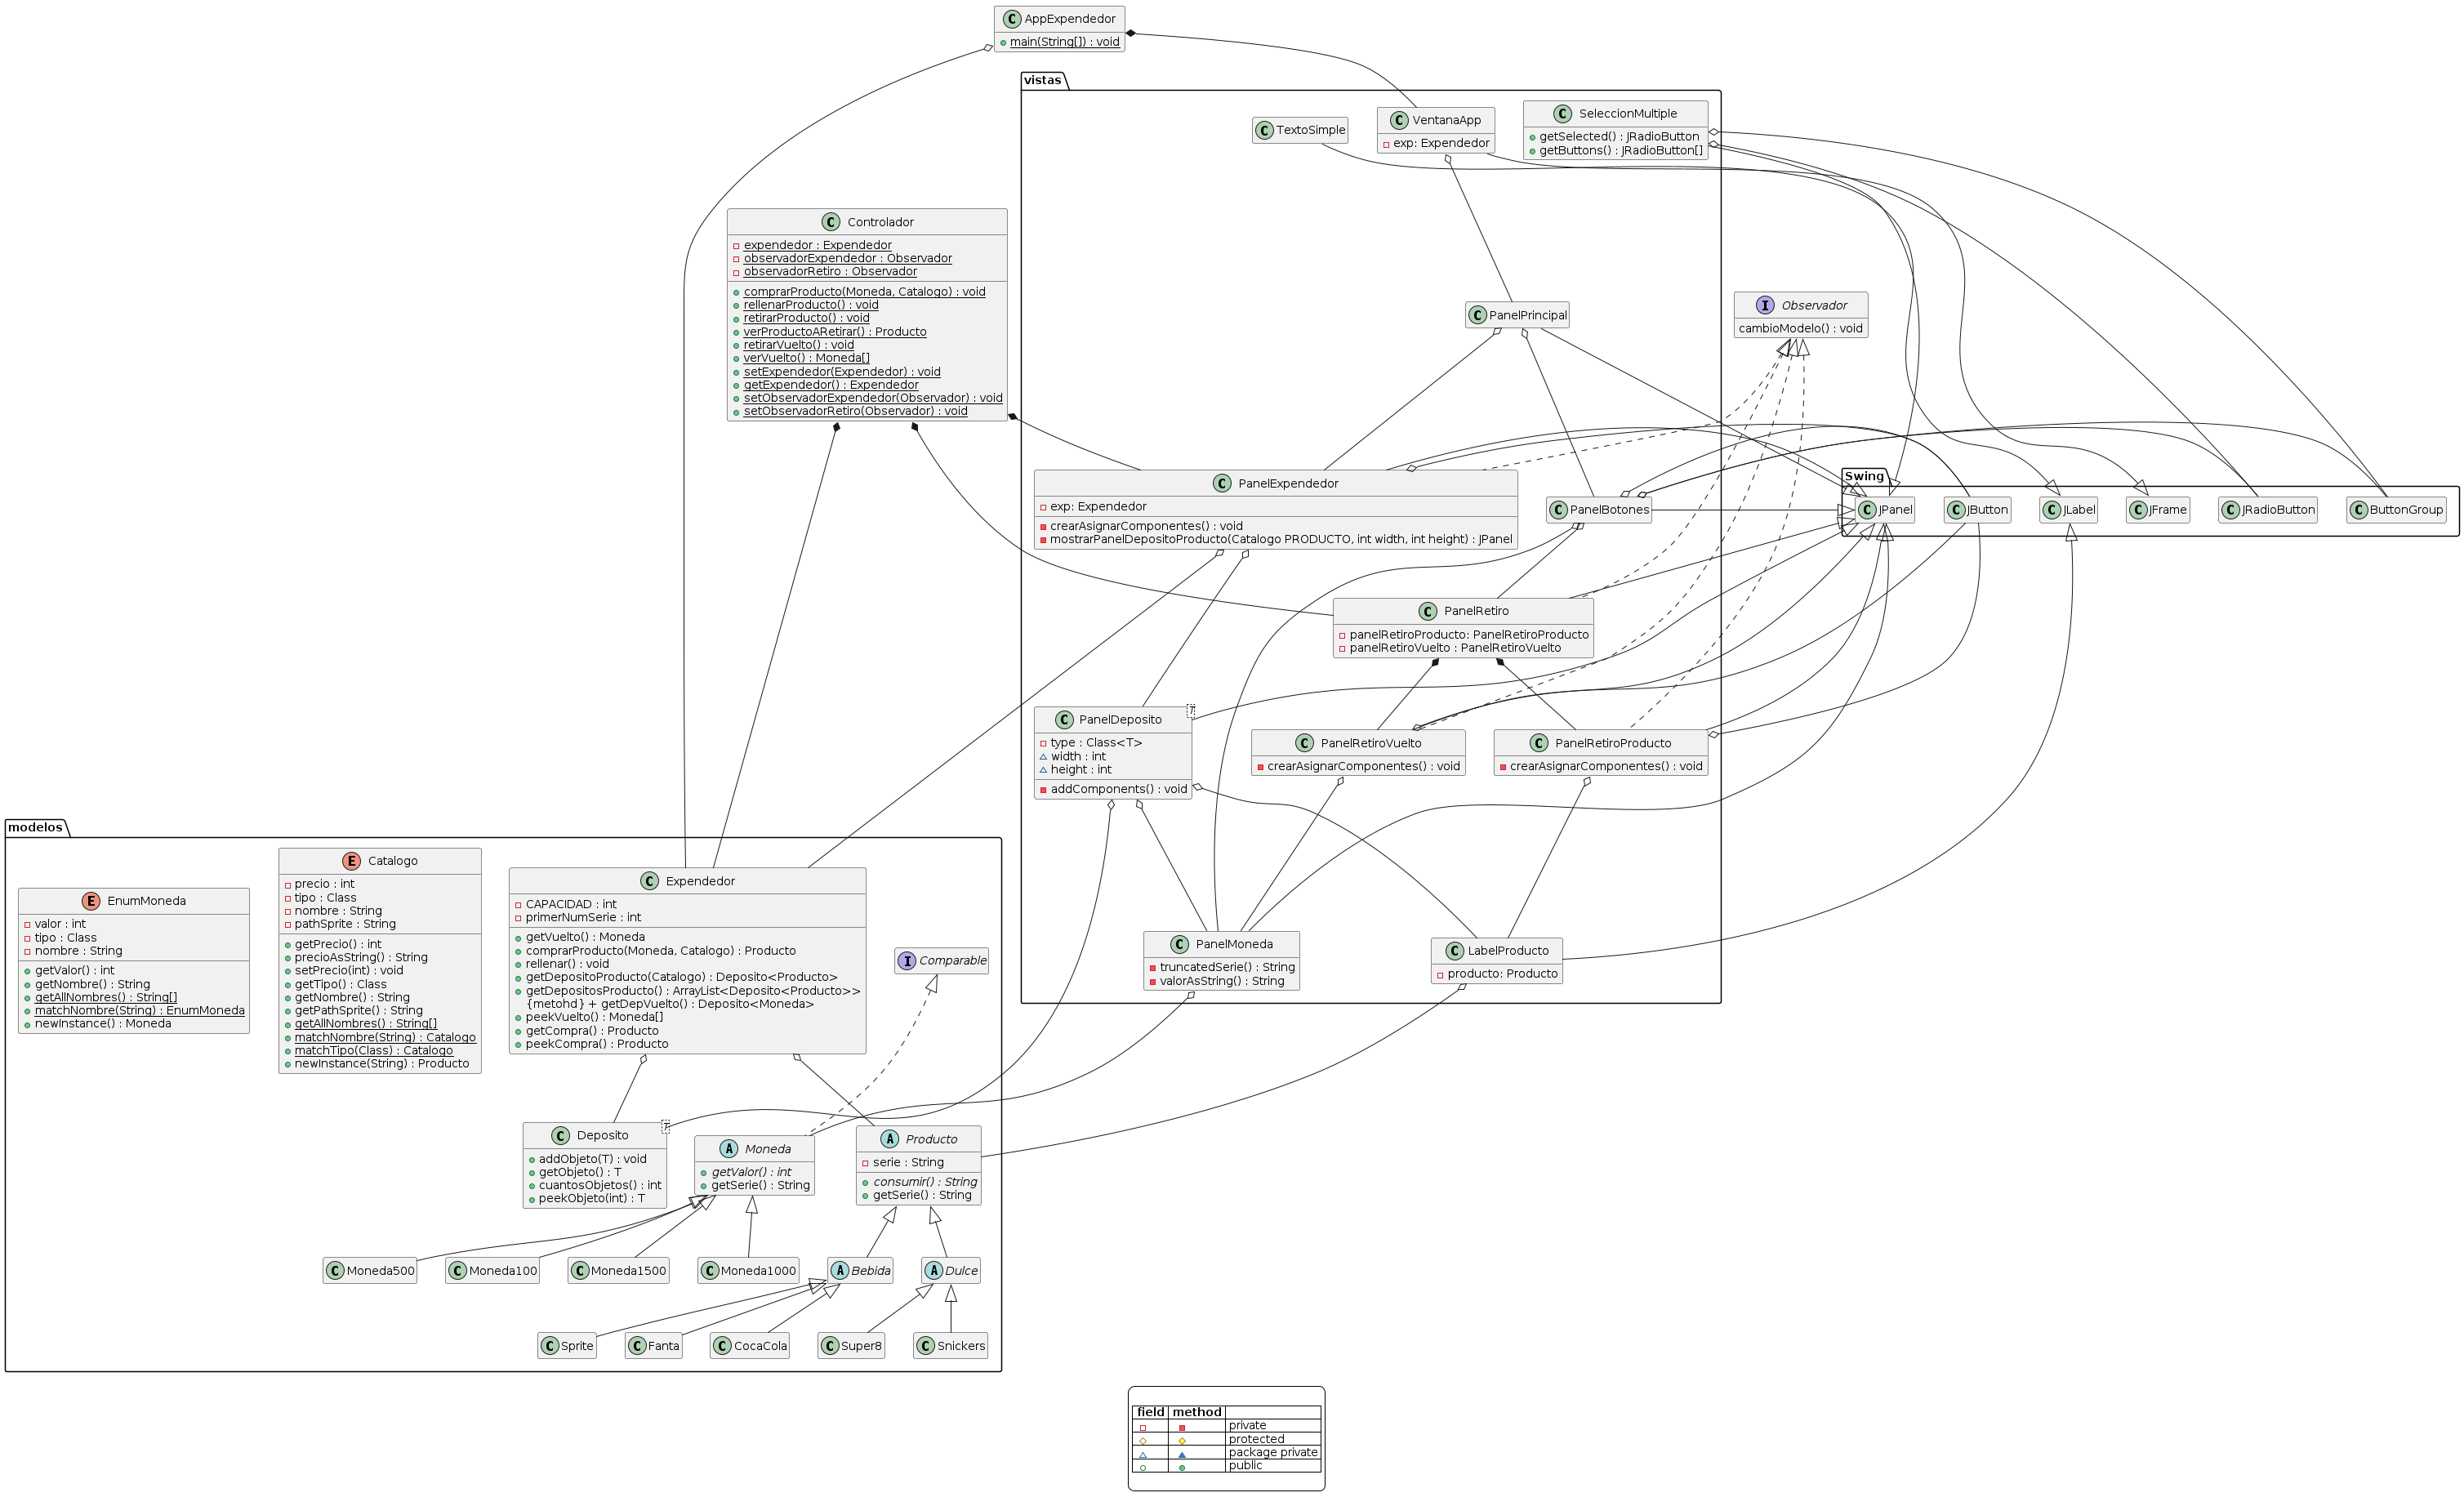 AppExpendedor
main(String[]) : void
vistas
SeleccionMultiple
getSelected() : JRadioButton
getButtons() : JRadioButton[]
VentanaApp
exp: Expendedor
TextoSimple
Controlador
expendedor : Expendedor
observadorExpendedor : Observador
observadorRetiro : Observador
comprarProducto(Moneda, Catalogo) : void
rellenarProducto() : void
retirarProducto() : void
verProductoARetirar() : Producto
retirarVuelto() : void
verVuelto() : Moneda[]
setExpendedor(Expendedor) : void
getExpendedor() : Expendedor
setObservadorExpendedor(Observador) : void
setObservadorRetiro(Observador) : void
PanelPrincipal
Observador
cambioModelo() : void
Swing
PanelExpendedor
exp: Expendedor
crearAsignarComponentes() : void
mostrarPanelDepositoProducto(Catalogo PRODUCTO, int width, int height) : JPanel
PanelBotones
JPanel
JButton
JLabel
JFrame
JRadioButton
ButtonGroup
PanelRetiro
panelRetiroProducto: PanelRetiroProducto
panelRetiroVuelto : PanelRetiroVuelto
PanelDeposito
T
type : Class<T>
width : int
height : int
addComponents() : void
PanelRetiroVuelto
crearAsignarComponentes() : void
PanelRetiroProducto
crearAsignarComponentes() : void
modelos
EnumMoneda
valor : int
tipo : Class
nombre : String
getValor() : int
getNombre() : String
getAllNombres() : String[]
matchNombre(String) : EnumMoneda
newInstance() : Moneda
Catalogo
precio : int
tipo : Class
nombre : String
pathSprite : String
getPrecio() : int
precioAsString() : String
setPrecio(int) : void
getTipo() : Class
getNombre() : String
getPathSprite() : String
getAllNombres() : String[]
matchNombre(String) : Catalogo
matchTipo(Class) : Catalogo
newInstance(String) : Producto
Expendedor
CAPACIDAD : int
primerNumSerie : int
getVuelto() : Moneda
comprarProducto(Moneda, Catalogo) : Producto
rellenar() : void
getDepositoProducto(Catalogo) : Deposito<Producto>
getDepositosProducto() : ArrayList<Deposito<Producto>>
{metohd} + getDepVuelto() : Deposito<Moneda>
peekVuelto() : Moneda[]
getCompra() : Producto
peekCompra() : Producto
Comparable
PanelMoneda
truncatedSerie() : String
valorAsString() : String
LabelProducto
producto: Producto
Deposito
T
addObjeto(T) : void
getObjeto() : T
cuantosObjetos() : int
peekObjeto(int) : T
Moneda
getValor() : int
getSerie() : String
Producto
serie : String
consumir() : String
getSerie() : String
Moneda500
Moneda100
Moneda1500
Moneda1000
Bebida
Dulce
Sprite
Fanta
CocaCola
Super8
Snickers
field method
private
protected
package private
public